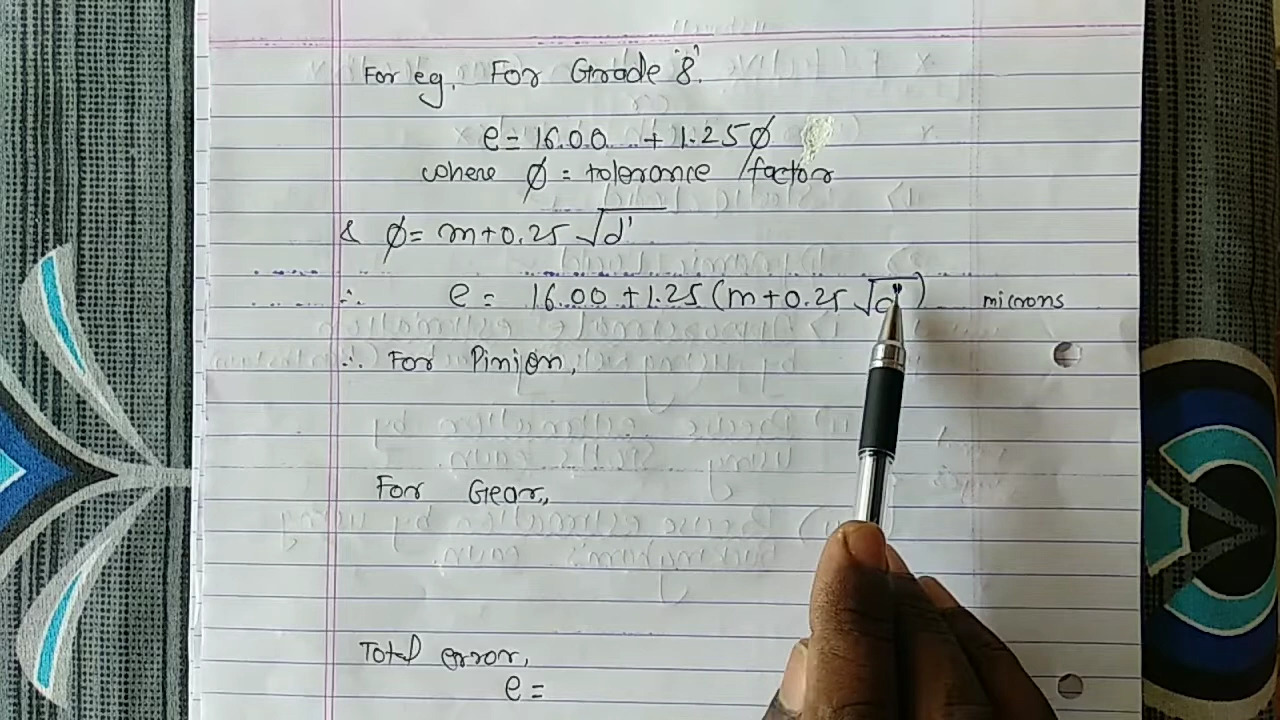 For eg. For Grade '8'.
e = 16.00 + 1.25 ϕ
where ϕ = tolerance factor
& ϕ = m + 0.25 √d'
∴ e = 16.00 + 1.25 (m + 0.25 √d') microns
∴ For Pinion,
For Gear,
Total error,
e =